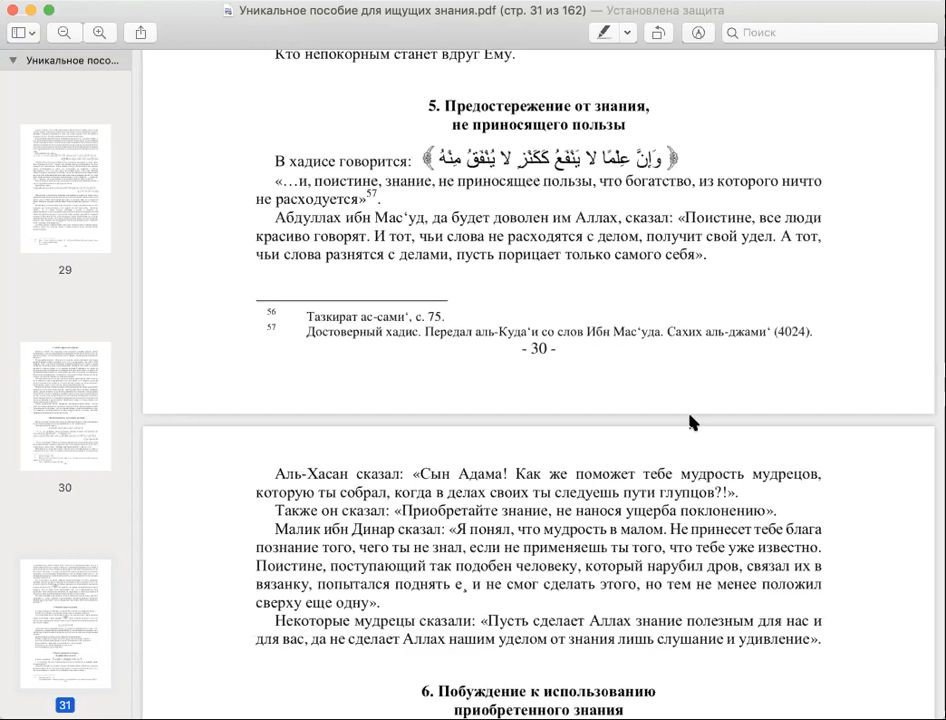 Уникальное пособие для ищущих знания.pdf (стр. 31 из 162) — Установлена защита
Поиск
Уникальное посо...
29
30
31
Кто непокорным станет вдруг Ему.
5. Предостережение от знания,
не приносящего пользы
В хадисе говорится: ﴿ وَإِنَّ عِلْمًا لا يَنْفَعُ كَكَنْزٍ لا يُنْفَقُ مِنْهُ ﴾
«…и, поистине, знание, не приносящее пользы, что богатство, из которого ничто
не расходуется»57.
Абдуллах ибн Мас‘уд, да будет доволен им Аллах, сказал: «Поистине, все люди
красиво говорят. И тот, чьи слова не расходятся с делом, получит свой удел. А тот,
чьи слова разнятся с делами, пусть порицает только самого себя».
56 Тазкират ас-сами‘, с. 75.
57 Достоверный хадис. Передал аль-Куда‘и со слов Ибн Мас‘уда. Сахих аль-джами‘ (4024).
- 30 -
Аль-Хасан сказал: «Сын Адама! Как же поможет тебе мудрость мудрецов,
которую ты собрал, когда в делах своих ты следуешь пути глупцов?!».
Также он сказал: «Приобретайте знание, не нанося ущерба поклонению».
Малик ибн Динар сказал: «Я понял, что мудрость в малом. Не принесет тебе блага
познание того, чего ты не знал, если не применяешь ты того, что тебе уже известно.
Поистине, поступающий так подобен человеку, который нарубил дров, связал их в
вязанку, попытался поднять е¸ и не смог сделать этого, но тем не менее положил
сверху еще одну».
Некоторые мудрецы сказали: «Пусть сделает Аллах знание полезным для нас и
для вас, да не сделает Аллах нашим уделом от знания лишь слушание и удивление».
6. Побуждение к использованию
приобретенного знания